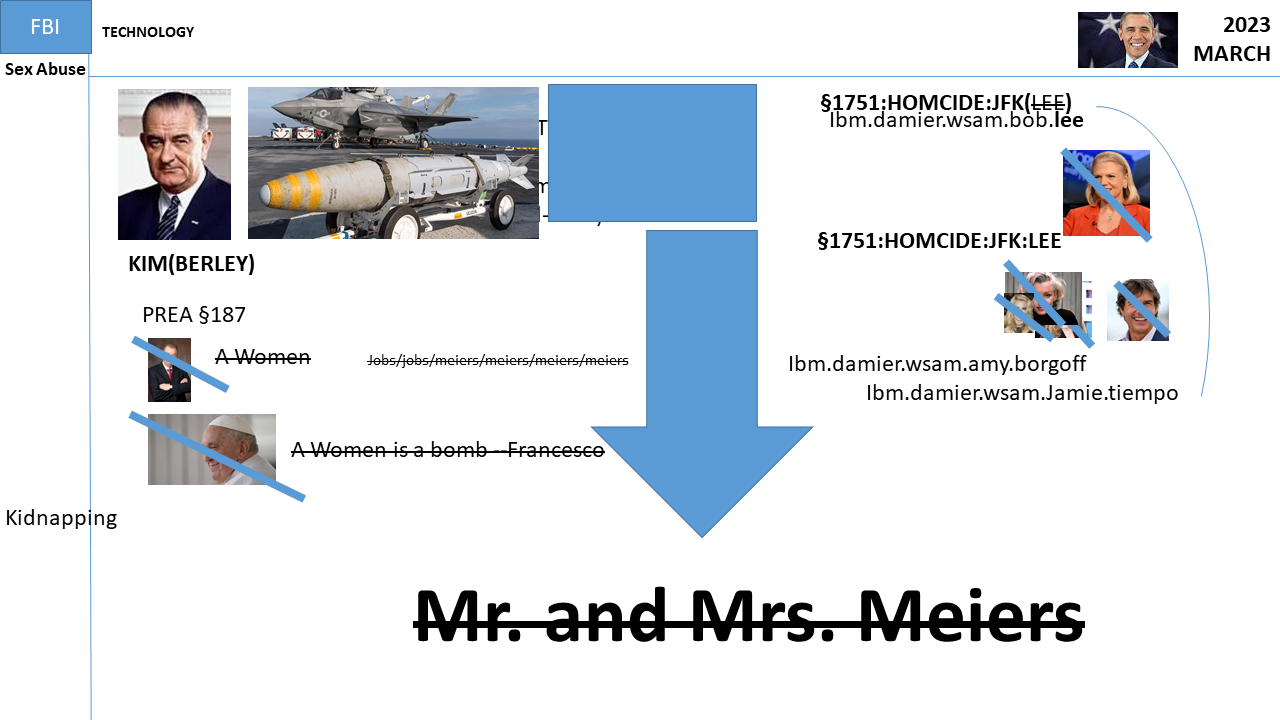 FBI
TECHNOLOGY
2023
MARCH
Sex Abuse
§1751:HOMCIDE:JFK(LEE)
Ibm.damier.wsam.bob.lee
§1751:HOMCIDE:JFK:LEE
KIM(BERLEY)
PREA §187
A Women
Jobs/jobs/meiers/meiers/meiers/meiers
Ibm.damier.wsam.amy.borgoff
Ibm.damier.wsam.Jamie.tiempo
A Women is a bomb --Francesco
Kidnapping
Mr. and Mrs. Meiers